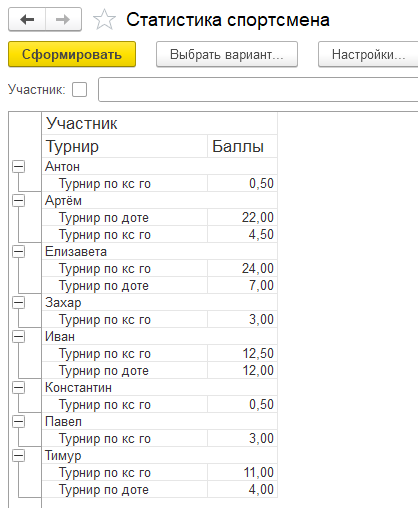 Статистика спортсмена
Сформировать Выбрать вариант... Настройки...
Участник:
Участник
Турнир Баллы
Антон
Турнир по кс го 0,50
Артём
Турнир по доте 22,00
Турнир по кс го 4,50
Елизавета
Турнир по кс го 24,00
Турнир по доте 7,00
Захар
Турнир по кс го 3,00
Иван
Турнир по кс го 12,50
Турнир по доте 12,00
Константин
Турнир по кс го 0,50
Павел
Турнир по кс го 3,00
Тимур
Турнир по кс го 11,00
Турнир по доте 4,00